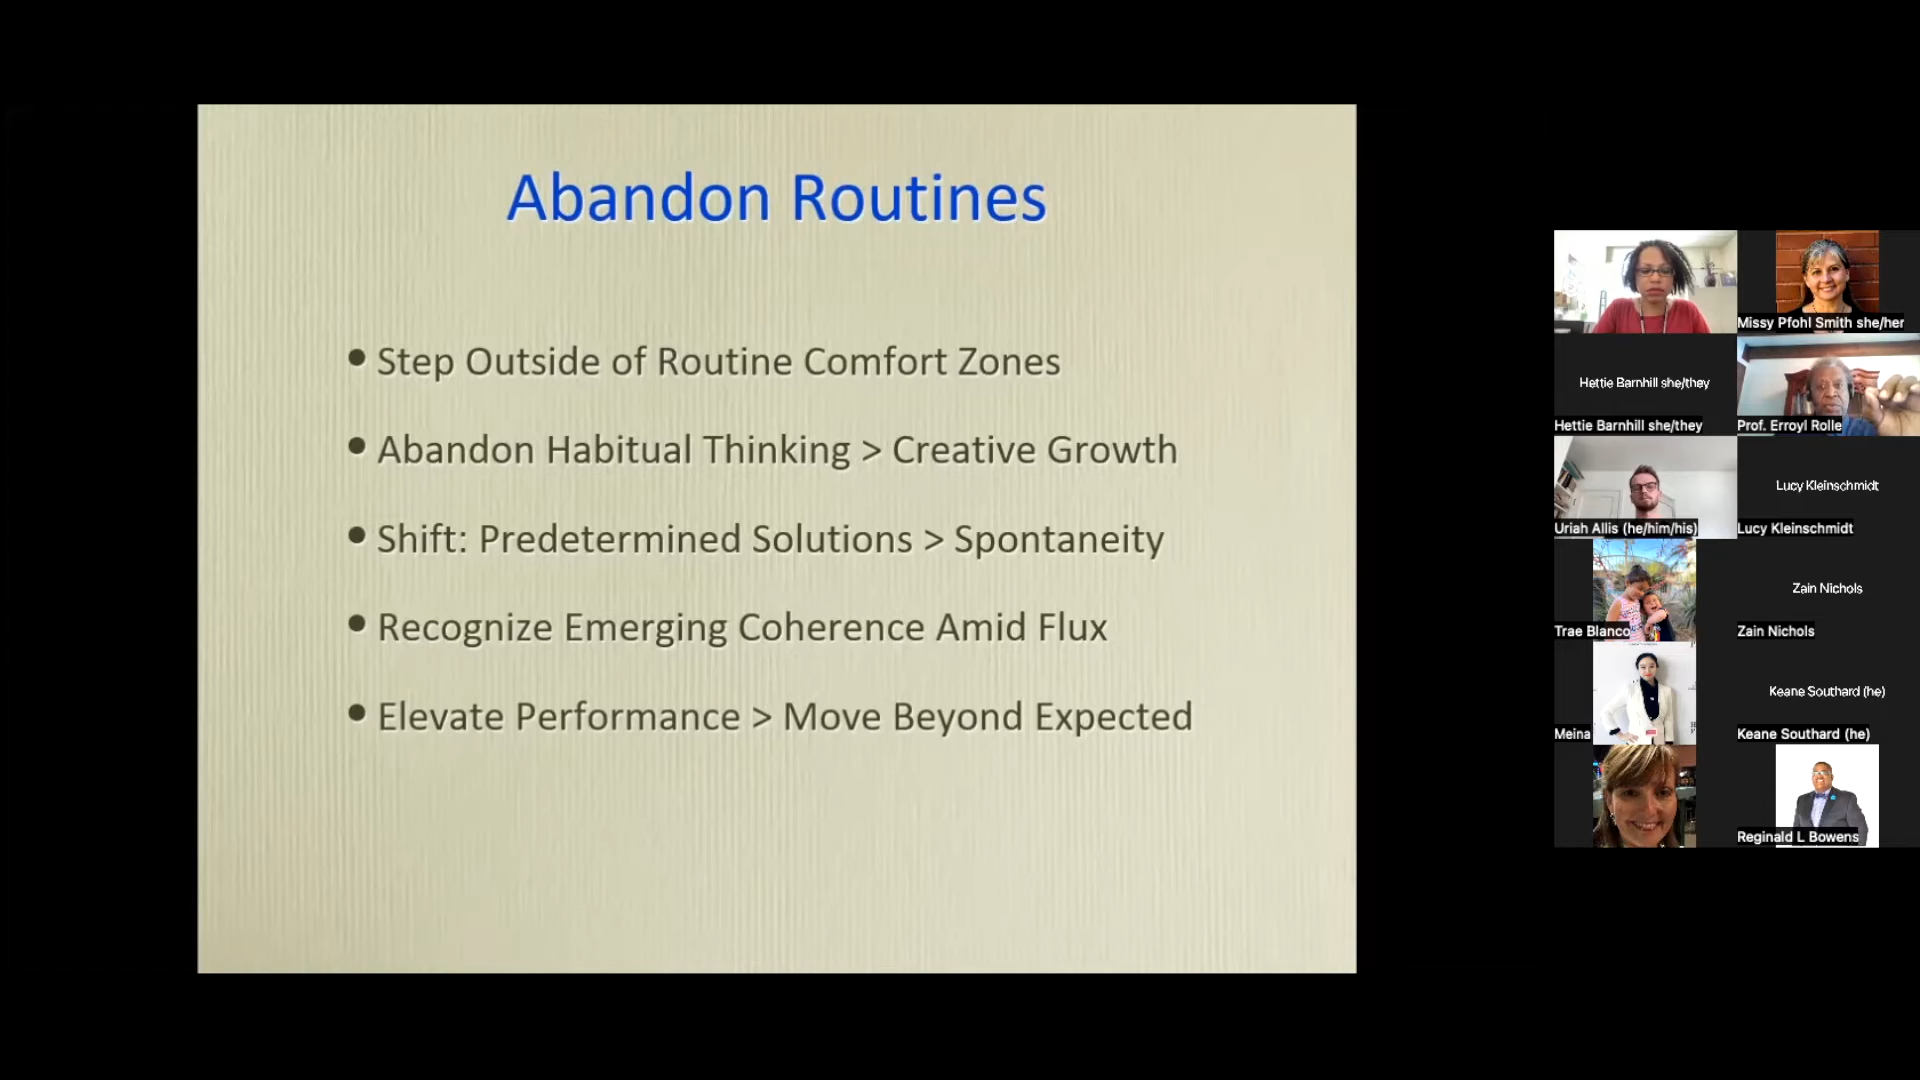 Abandon Routines
• Step Outside of Routine Comfort Zones
• Abandon Habitual Thinking > Creative Growth
• Shift: Predetermined Solutions > Spontaneity
• Recognize Emerging Coherence Amid Flux
• Elevate Performance > Move Beyond Expected
Missy Pfohl Smith she/her
Hettie Barnhill she/they
Hettie Barnhill she/they
Prof. Erroyl Rolle
Lucy Kleinschmidt
Uriah Allis (he/him/his)
Lucy Kleinschmidt
Zain Nichols
Trae Blanco
Zain Nichols
Keane Southard (he)
Meina
Keane Southard (he)
Reginald L Bowens